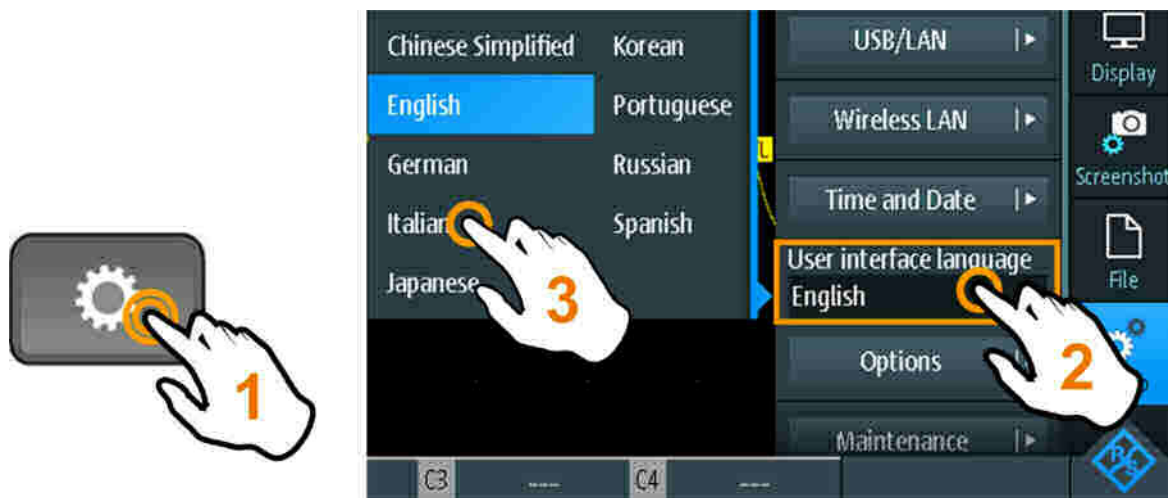 1
Chinese Simplified
Korean
English
Portuguese
German
Russian
Italian
Spanish
Japanese
3
USB/LAN
Wireless LAN
Time and Date
User interface language
English
Options
Maintenance
2
Display
Screenshot
File
C3
---
C4
---
R&S